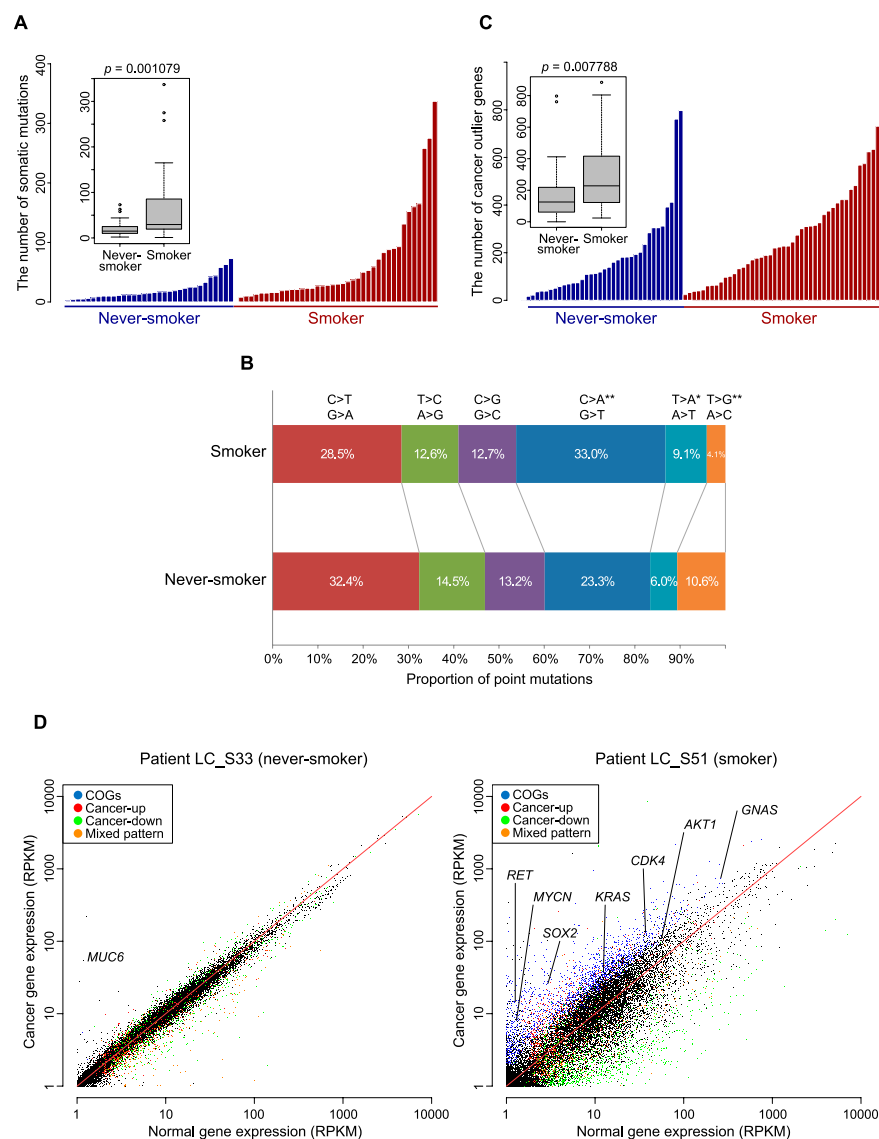 A
The number of somatic mutations
400
300
200
100
0
p = 0.001079
300
200
100
0
Never-
smoker
Smoker
Never-smoker
Smoker
C
The number of cancer outlier genes
800
600
400
200
0
p = 0.007788
800
600
400
200
0
Never-
smoker
Smoker
Never-smoker
Smoker
B
C>T T>C C>G C>A** T>A* T>G**
G>A A>G G>C G>T A>T A>C
Smoker
28.5% 12.6% 12.7% 33.0% 9.1% 4.1%
Never-smoker
32.4% 14.5% 13.2% 23.3% 6.0% 10.6%
0% 10% 20% 30% 40% 50% 60% 70% 80% 90%
Proportion of point mutations
D
Patient LC_S33 (never-smoker)
COGs
Cancer-up
Cancer-down
Mixed pattern
MUC6
Cancer gene expression (RPKM)
10000
1000
100
10
1
1 10 100 1000 10000
Normal gene expression (RPKM)
Patient LC_S51 (smoker)
COGs
Cancer-up
Cancer-down
Mixed pattern
GNAS
AKT1
CDK4
RET
MYCN
KRAS
SOX2
Cancer gene expression (RPKM)
10000
1000
100
10
1
1 10 100 1000 10000
Normal gene expression (RPKM)